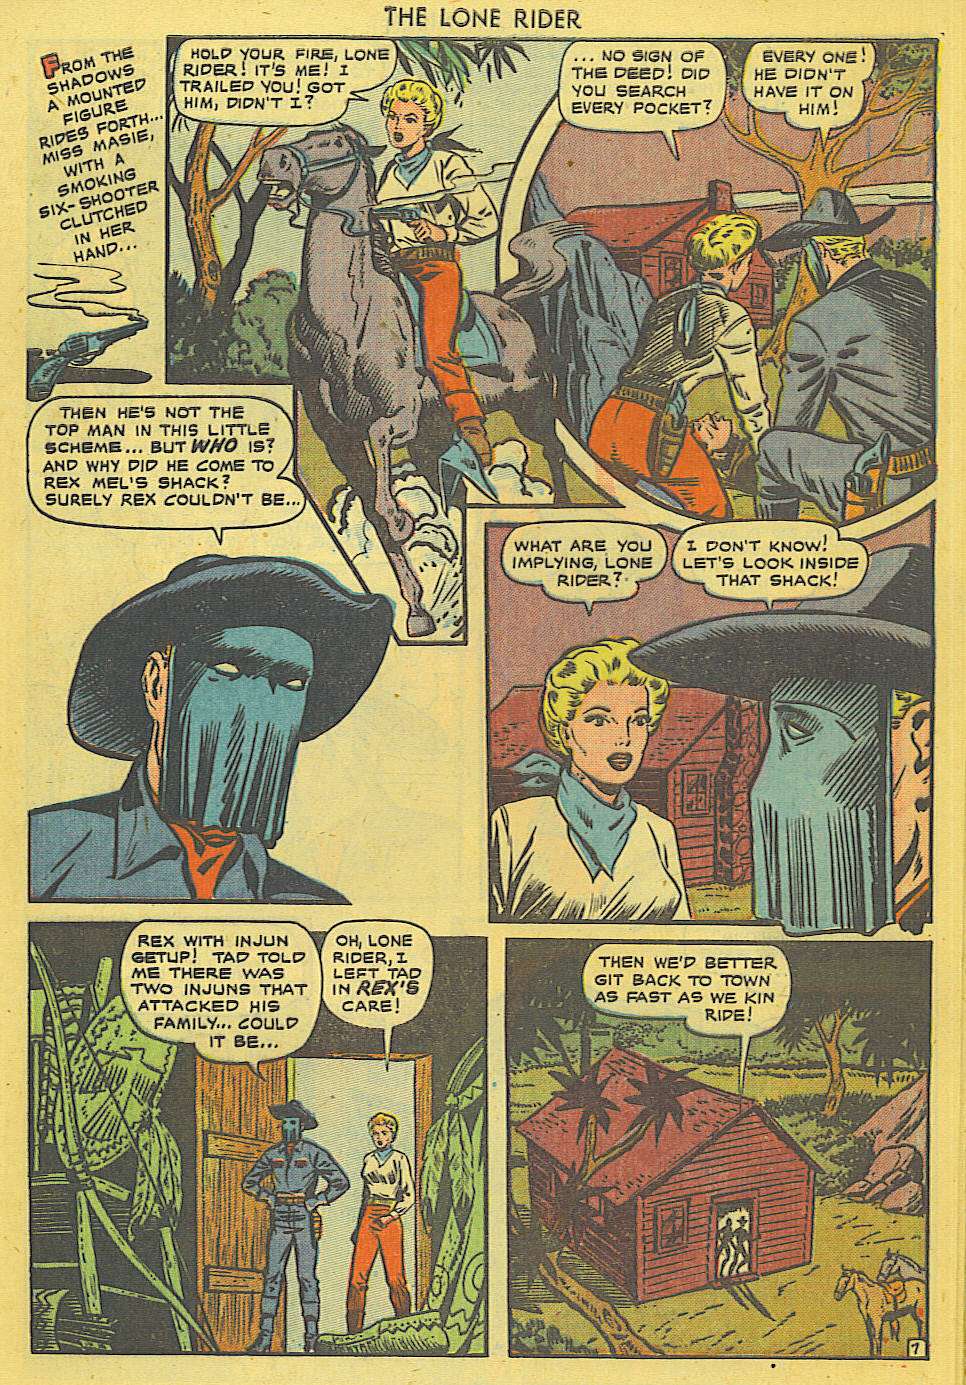 THE LONE RIDER
FROM THE
SHADOWS
A MOUNTED
FIGURE
RIDES FORTH...
MISS MASIE,
WITH A
SMOKING
SIX-SHOOTER
CLUTCHED
IN HER
HAND...
HOLD YOUR FIRE, LONE
RIDER! IT'S ME! I
TRAILED YOU! GOT
HIM, DIDN'T I?
... NO SIGN OF
THE DEED! DID
YOU SEARCH
EVERY POCKET?
EVERY ONE!
HE DIDN'T
HAVE IT ON
HIM!
THEN HE'S NOT THE
TOP MAN IN THIS LITTLE
SCHEME... BUT WHO IS?
AND WHY DID HE COME TO
REX MEL'S SHACK?
SURELY REX COULDN'T BE...
WHAT ARE YOU
IMPLYING, LONE
RIDER?
I DON'T KNOW!
LET'S LOOK INSIDE
THAT SHACK!
REX WITH INJUN
GETUP! TAD TOLD
ME THERE WAS
TWO INJUNS THAT
ATTACKED HIS
FAMILY... COULD
IT BE...
OH, LONE
RIDER, I
LEFT TAD
IN REX'S
CARE!
THEN WE'D BETTER
GIT BACK TO TOWN
AS FAST AS WE KIN
RIDE!
7